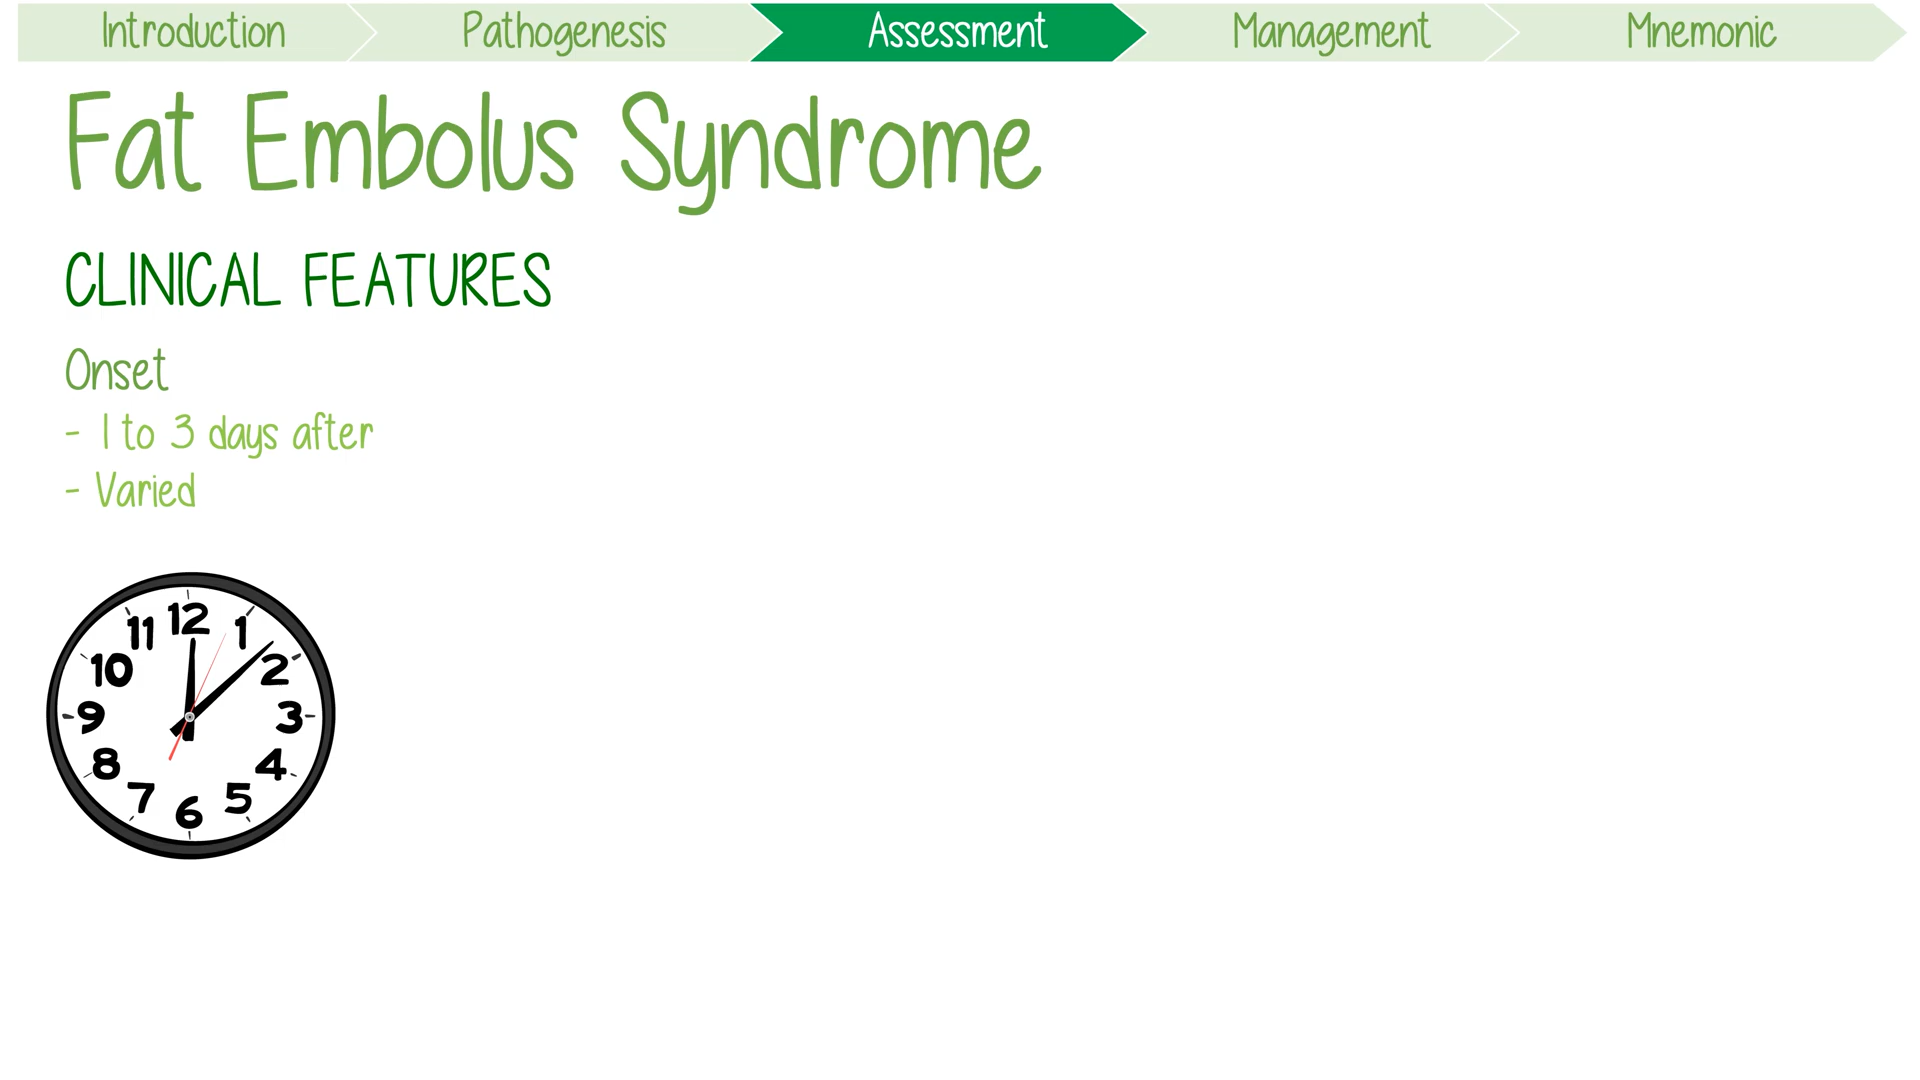 Introduction
Pathogenesis
Assessment
Management
Mnemonic
Fat Embolus Syndrome
CLINICAL FEATURES
Onset
- 1 to 3 days after
- Varied
12
1
2
3
4
5
6
7
8
9
10
11